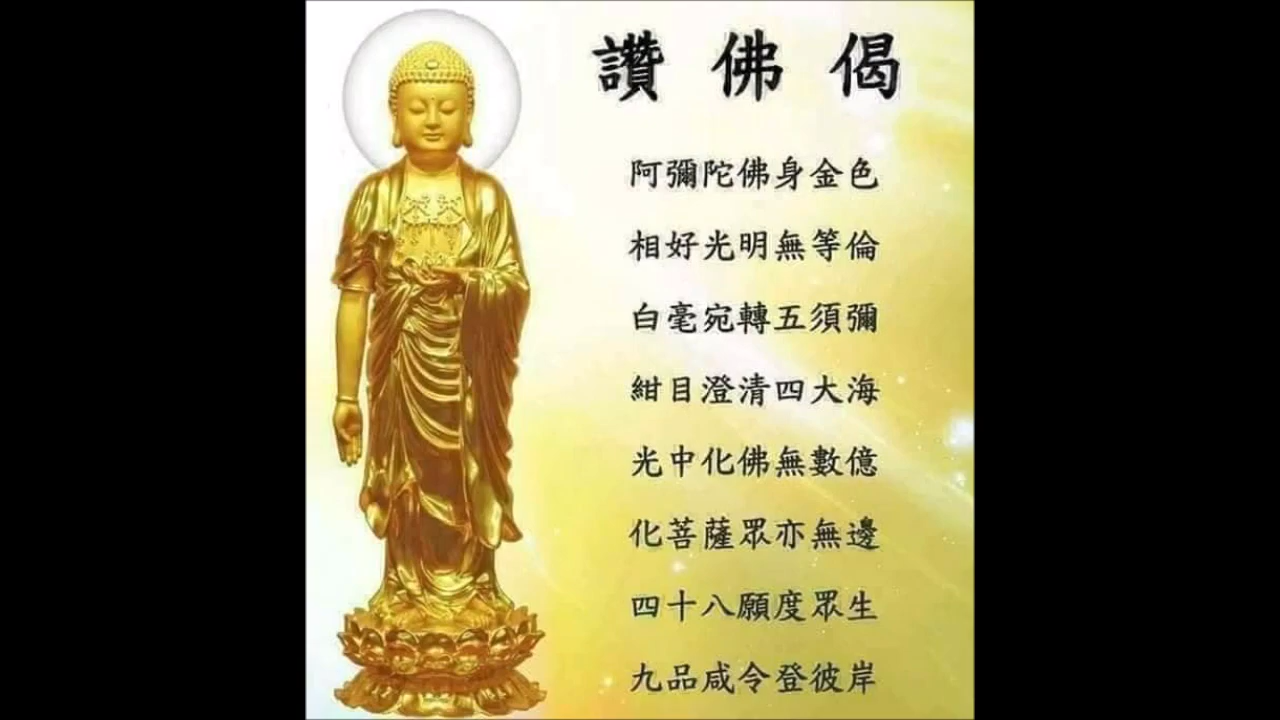 讚佛偈
阿彌陀佛身金色
相好光明無等倫
白毫宛轉五須彌
紺目澄清四大海
光中化佛無數億
化菩薩眾亦無邊
四十八願度眾生
九品咸令登彼岸